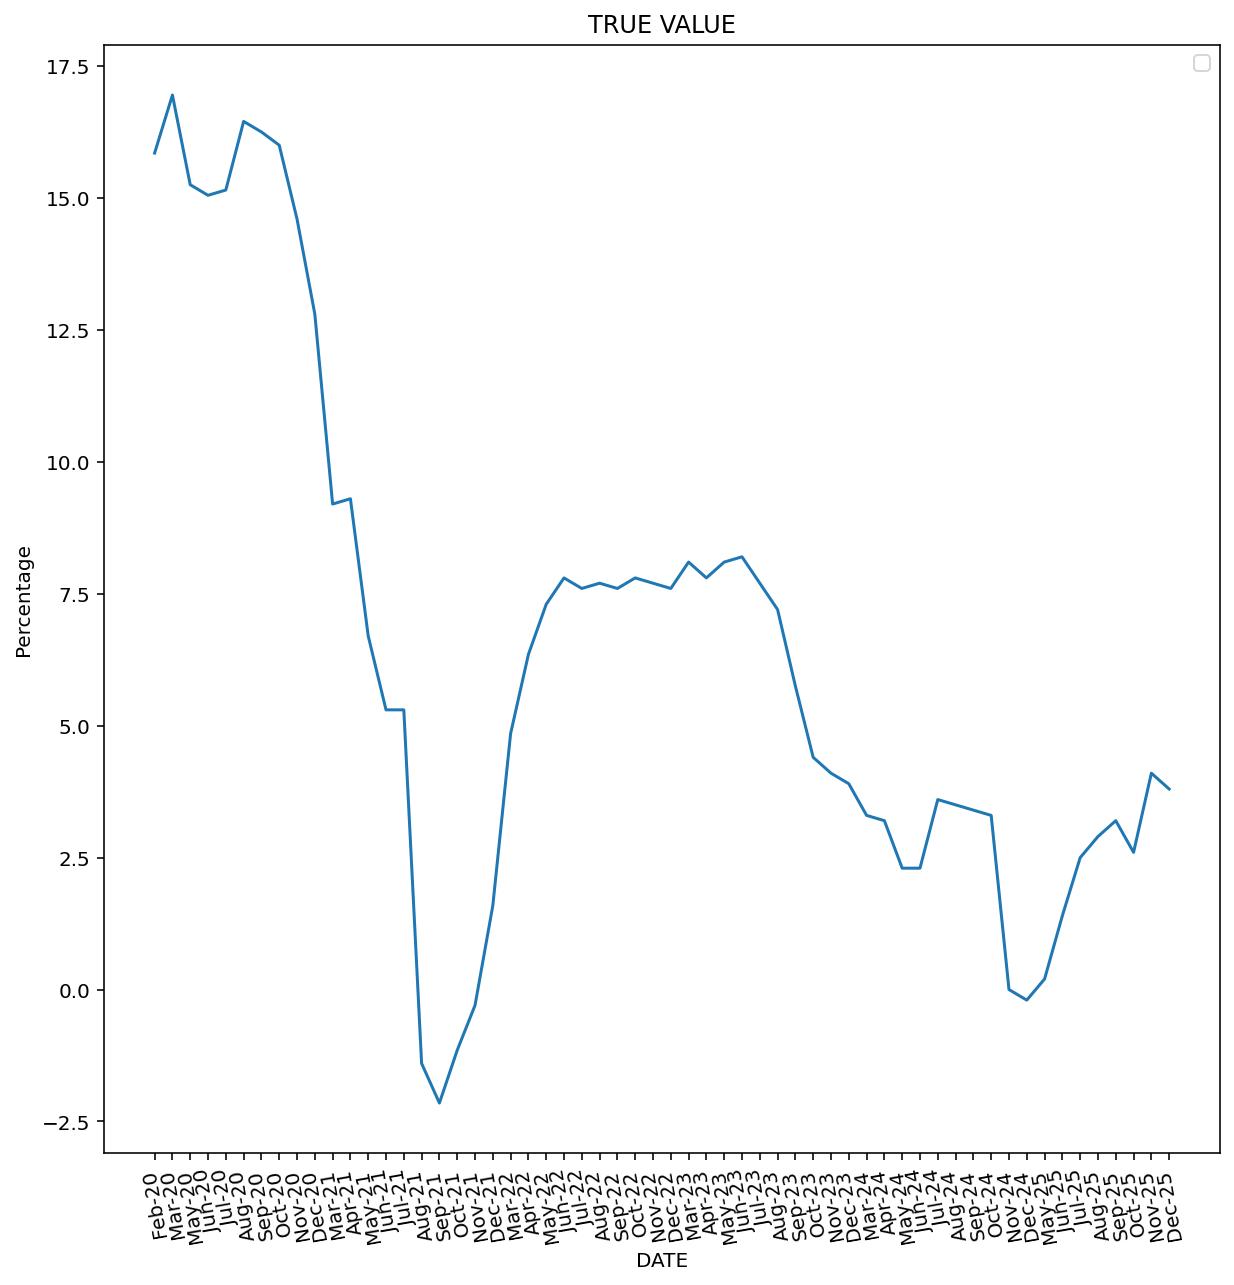 TRUE VALUE
17.5
15.0
12.5
10.0
7.5
5.0
2.5
0.0
−2.5
Percentage
Feb-20
Mar-20
May-20
Jun-20
Jul-20
Aug-20
Sep-20
Oct-20
Nov-20
Dec-20
Mar-21
Apr-21
May-21
Jun-21
Jul-21
Aug-21
Sep-21
Oct-21
Nov-21
Dec-21
Mar-22
Apr-22
May-22
Jun-22
Jul-22
Aug-22
Sep-22
Oct-22
Nov-22
Dec-22
Mar-23
Apr-23
May-23
Jun-23
Jul-23
Aug-23
Sep-23
Oct-23
Nov-23
Dec-23
Mar-24
Apr-24
May-24
Jun-24
Jul-24
Aug-24
Sep-24
Oct-24
Nov-24
Dec-24
May-25
Jun-25
Jul-25
Aug-25
Sep-25
Oct-25
Nov-25
Dec-25
DATE